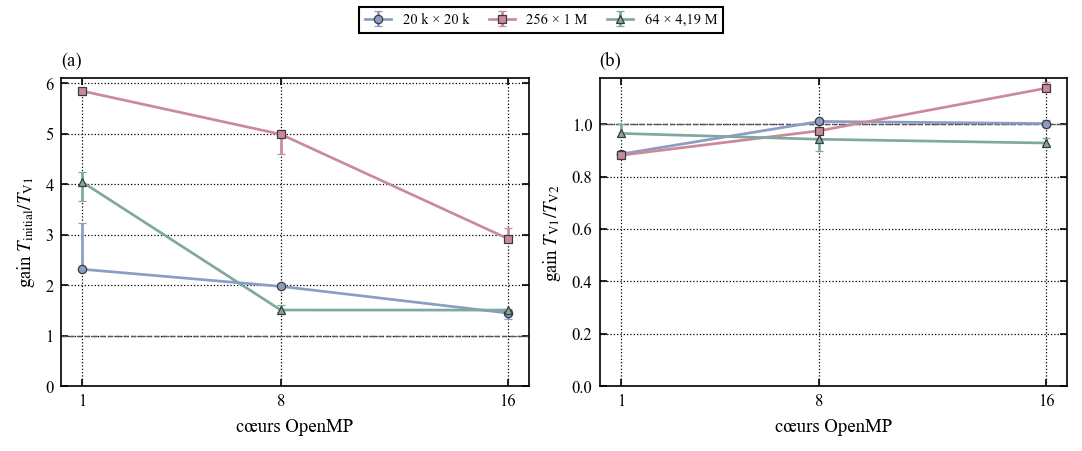 20 k × 20 k
256 × 1 M
64 × 4,19 M
(a)
6
5
4
3
2
1
0
gain T_initial/T_V1
1
8
16
cœurs OpenMP
(b)
1.0
0.8
0.6
0.4
0.2
0.0
gain T_V1/T_V2
1
8
16
cœurs OpenMP